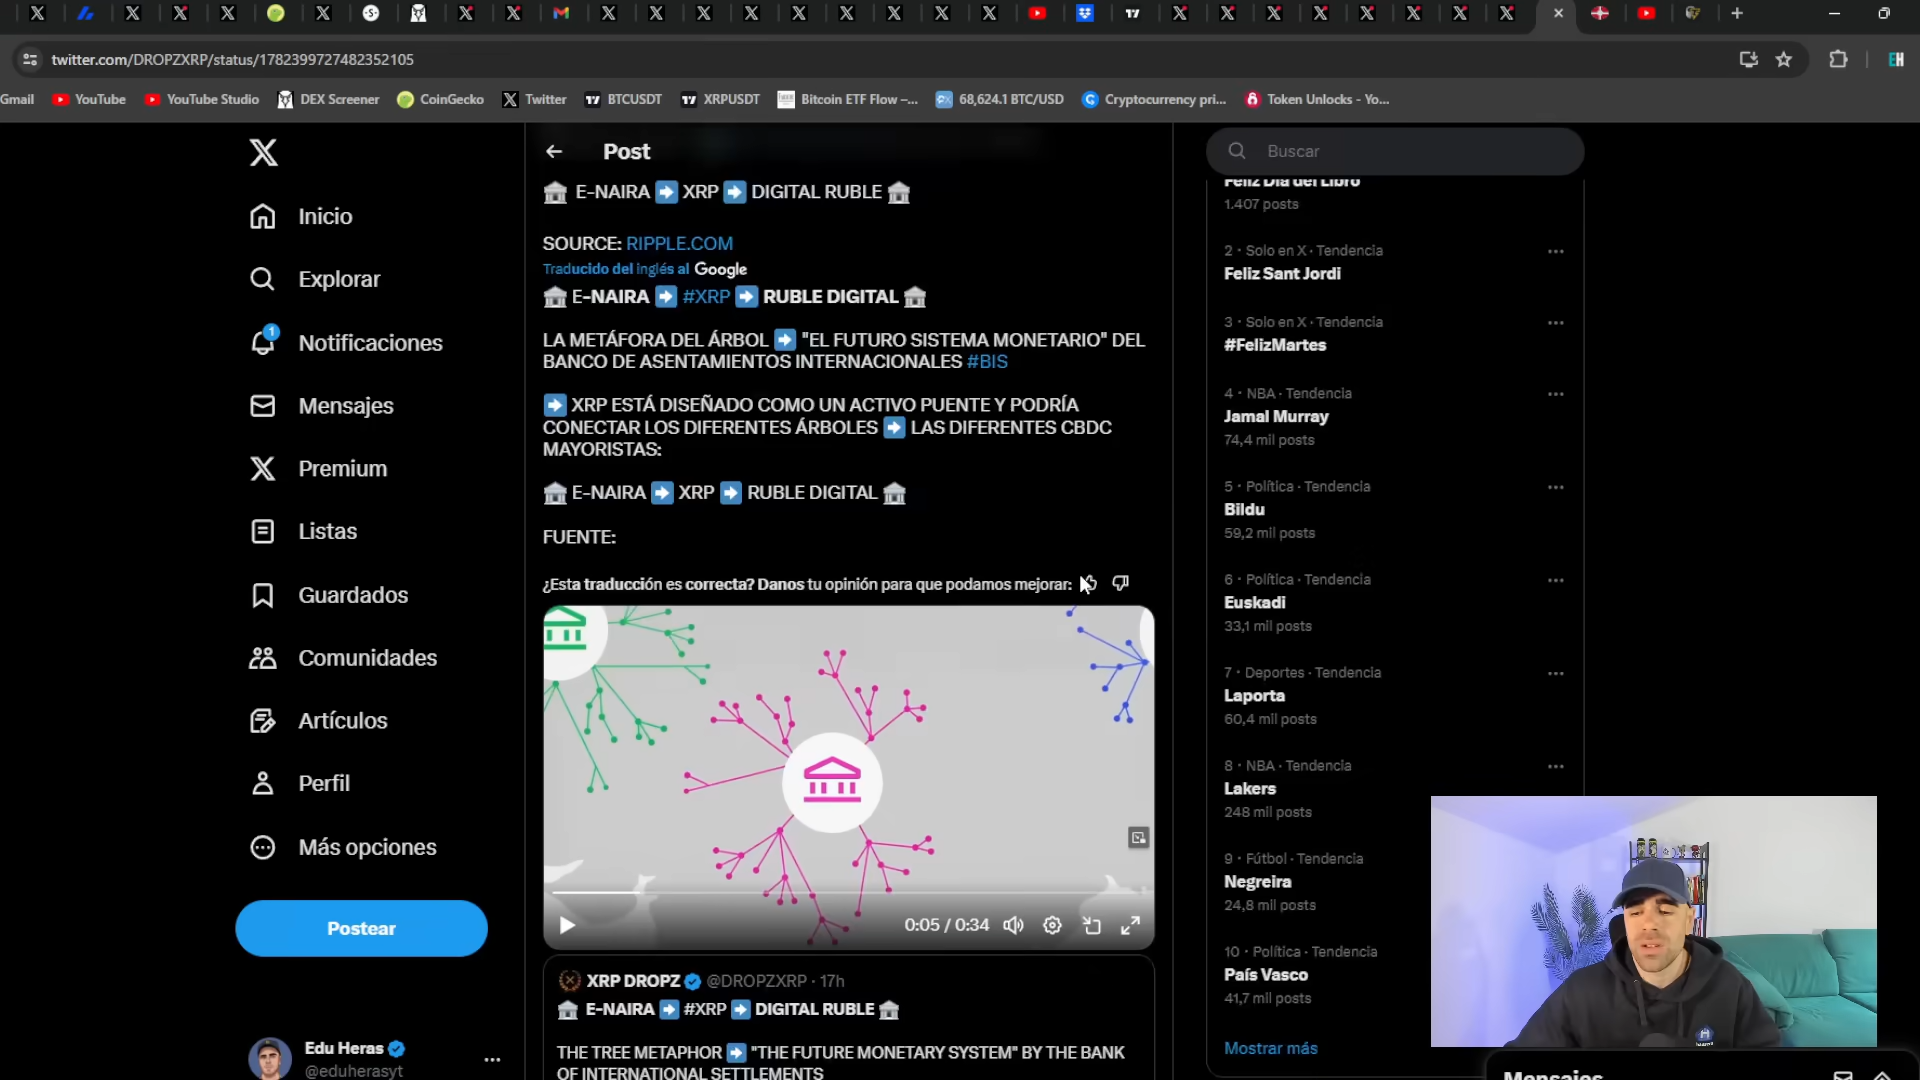 twitter.com/DROPZXRP/status/1782399727482352105
EH
Gmail
YouTube
YouTube Studio
DEX Screener
CoinGecko
Twitter
BTCUSDT
XRPUSDT
Bitcoin ETF Flow –...
68,624.1 BTC/USD
Cryptocurrency pri...
Token Unlocks - Yo...
Inicio
Explorar
1
Notificaciones
Mensajes
Premium
Listas
Guardados
Comunidades
Artículos
Perfil
Más opciones
Postear
Edu Heras
@eduherasyt
Post
🏛️ E-NAIRA ➡️ XRP ➡️ DIGITAL RUBLE 🏛️
SOURCE: RIPPLE.COM
Traducido del inglés al Google
🏛️ E-NAIRA ➡️ #XRP ➡️ RUBLE DIGITAL 🏛️
LA METÁFORA DEL ÁRBOL ➡️ "EL FUTURO SISTEMA MONETARIO" DEL
BANCO DE ASENTAMIENTOS INTERNACIONALES #BIS
➡️ XRP ESTÁ DISEÑADO COMO UN ACTIVO PUENTE Y PODRÍA
CONECTAR LOS DIFERENTES ÁRBOLES ➡️ LAS DIFERENTES CBDC
MAYORISTAS:
🏛️ E-NAIRA ➡️ XRP ➡️ RUBLE DIGITAL 🏛️
FUENTE:
¿Esta traducción es correcta? Danos tu opinión para que podamos mejorar:
0:05 / 0:34
XRP DROPZ @DROPZXRP · 17h
🏛️ E-NAIRA ➡️ #XRP ➡️ DIGITAL RUBLE 🏛️
THE TREE METAPHOR ➡️ "THE FUTURE MONETARY SYSTEM" BY THE BANK
OF INTERNATIONAL SETTLEMENTS
Buscar
Feliz Día del Libro
1.407 posts
2 · Solo en X · Tendencia
Feliz Sant Jordi
3 · Solo en X · Tendencia
#FelizMartes
4 · NBA · Tendencia
Jamal Murray
74,4 mil posts
5 · Política · Tendencia
Bildu
59,2 mil posts
6 · Política · Tendencia
Euskadi
33,1 mil posts
7 · Deportes · Tendencia
Laporta
60,4 mil posts
8 · NBA · Tendencia
Lakers
248 mil posts
9 · Fútbol · Tendencia
Negreira
24,8 mil posts
10 · Política · Tendencia
País Vasco
41,7 mil posts
Mostrar más
Mensajes